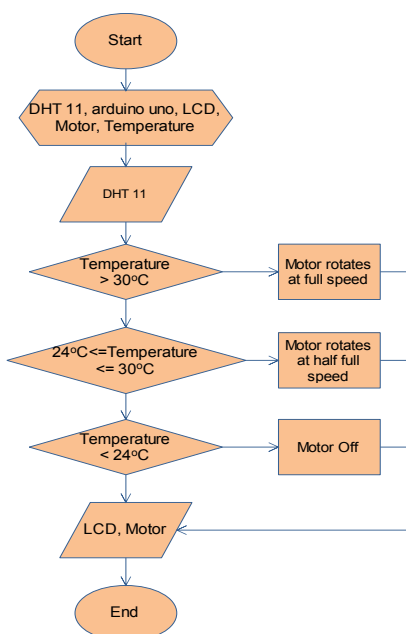 Start
DHT 11, arduino uno, LCD,
Motor, Temperature
DHT 11
Temperature
> 30°C
Motor rotates
at full speed
24°C<=Temperature
<= 30°C
Motor rotates
at half full
speed
Temperature
< 24°C
Motor Off
LCD, Motor
End